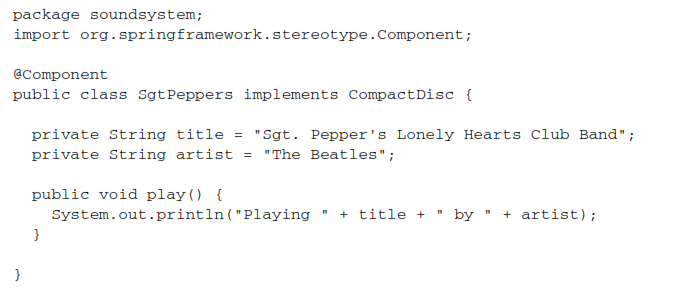 package soundsystem;
import org.springframework.stereotype.Component;
@Component
public class SgtPeppers implements CompactDisc {
private String title = "Sgt. Pepper's Lonely Hearts Club Band";
private String artist = "The Beatles";
public void play() {
System.out.println("Playing " + title + " by " + artist);
}
}